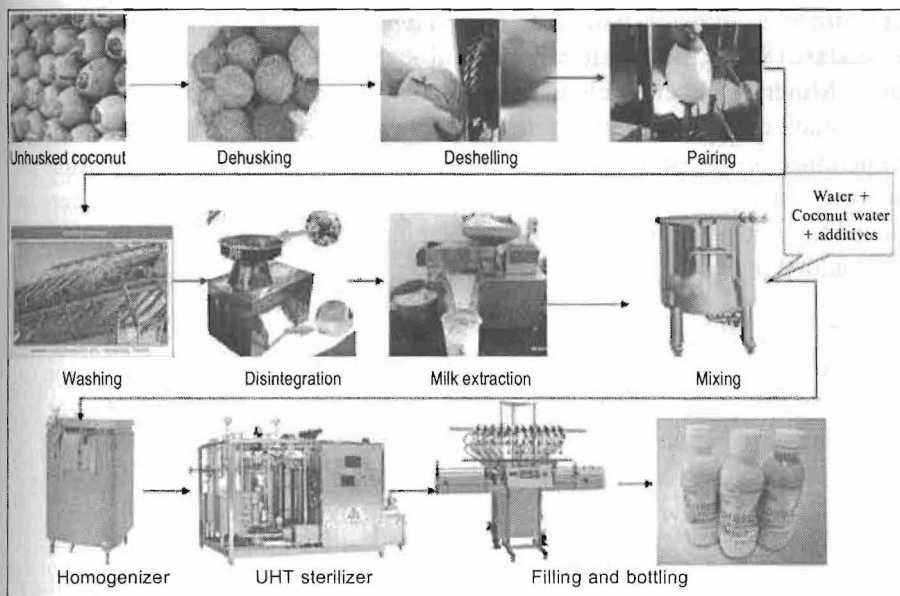 Unhusked coconut
Dehusking
Deshelling
Pairing
Water +
Coconut water
+ additives
Washing
Disintegration
Milk extraction
Mixing
Homogenizer
UHT sterilizer
Filling and bottling